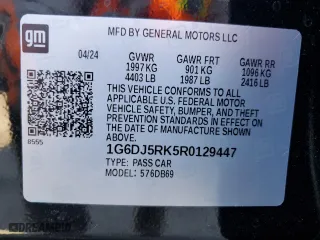 gm
MFD BY GENERAL MOTORS LLC
04/24 GVWR GAWR FRT GAWR RR
1997 KG 901 KG 1096 KG
4403 LB 1987 LB 2416 LB
THIS VEHICLE CONFORMS TO ALL
APPLICABLE U.S. FEDERAL MOTOR
VEHICLE SAFETY, BUMPER, AND THEFT
PREVENTION STANDARDS IN EFFECT ON
THE DATE OF MANUFACTURE SHOWN ABOVE.
1G6DJ5RK5R0129447
8555 TYPE: PASS CAR
MODEL: 576DB69